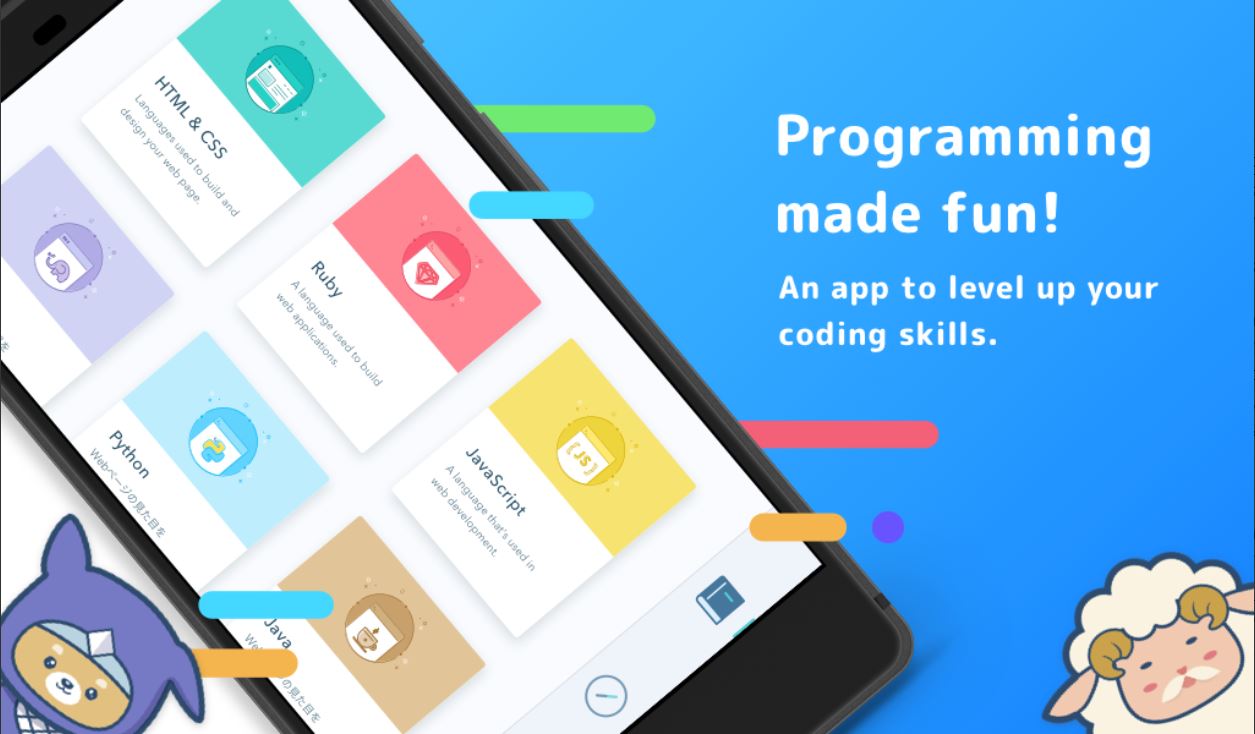 Programming
made fun!
An app to level up your
coding skills.
HTML & CSS
Languages used to build and
design your web page.
Ruby
A language used to build
web applications.
Python
Webページの見た目を
JavaScript
A language that's used in
web development.
JS
Java
Web
の見た目を